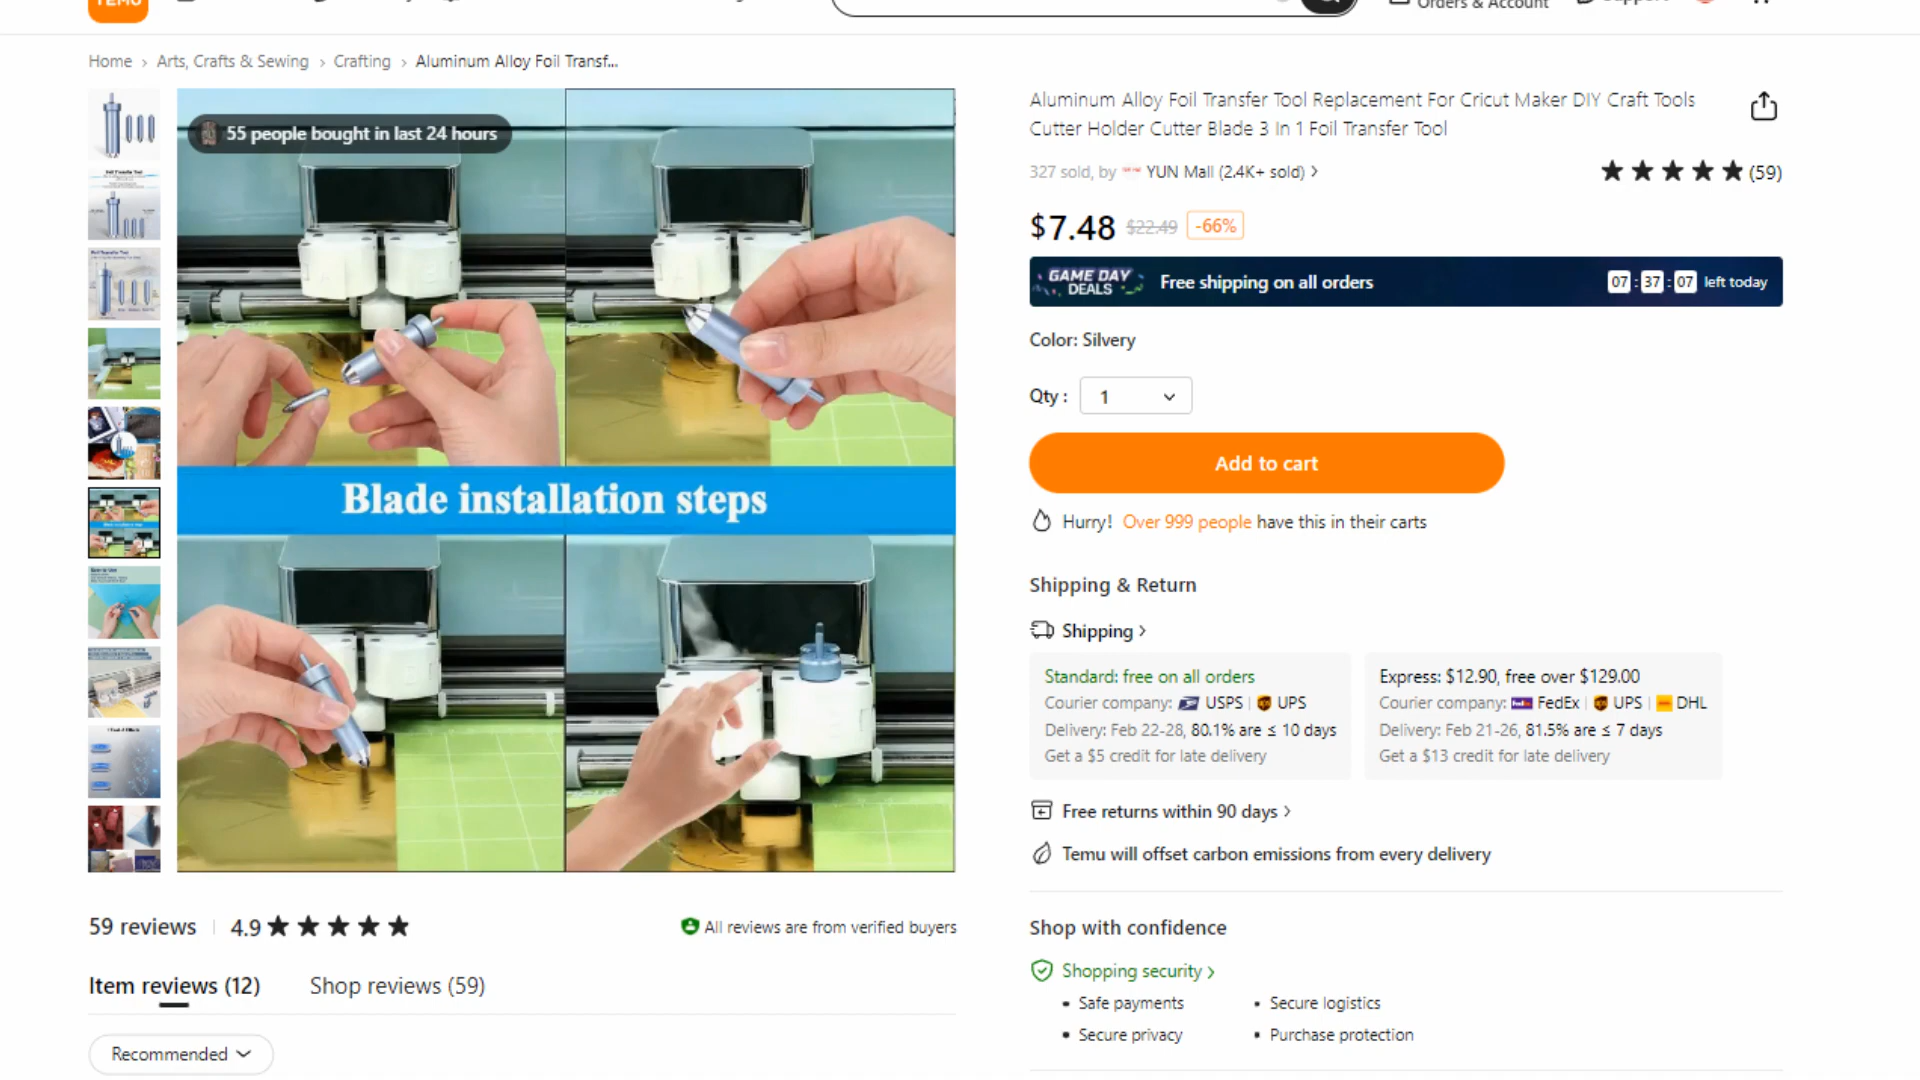 TEMU
Orders & Account
Support
Home › Arts, Crafts & Sewing › Crafting › Aluminum Alloy Foil Transf...
55 people bought in last 24 hours
Blade installation steps
59 reviews
4.9
All reviews are from verified buyers
Item reviews (12)
Shop reviews (59)
Recommended
Aluminum Alloy Foil Transfer Tool Replacement For Cricut Maker DIY Craft Tools
Cutter Holder Cutter Blade 3 In 1 Foil Transfer Tool
327 sold, by YUN Mall (2.4K+ sold) ›
(59)
$7.48 $22.49 -66%
GAME DAY
DEALS
Free shipping on all orders
07 : 37 : 07 left today
Color: Silvery
Qty : 1
Add to cart
Hurry! Over 999 people have this in their carts
Shipping & Return
Shipping ›
Standard: free on all orders
Courier company: USPS | UPS
Delivery: Feb 22-28, 80.1% are ≤ 10 days
Get a $5 credit for late delivery
Express: $12.90, free over $129.00
Courier company: FedEx | UPS | DHL
Delivery: Feb 21-26, 81.5% are ≤ 7 days
Get a $13 credit for late delivery
Free returns within 90 days ›
Temu will offset carbon emissions from every delivery
Shop with confidence
Shopping security ›
• Safe payments
• Secure logistics
• Secure privacy
• Purchase protection